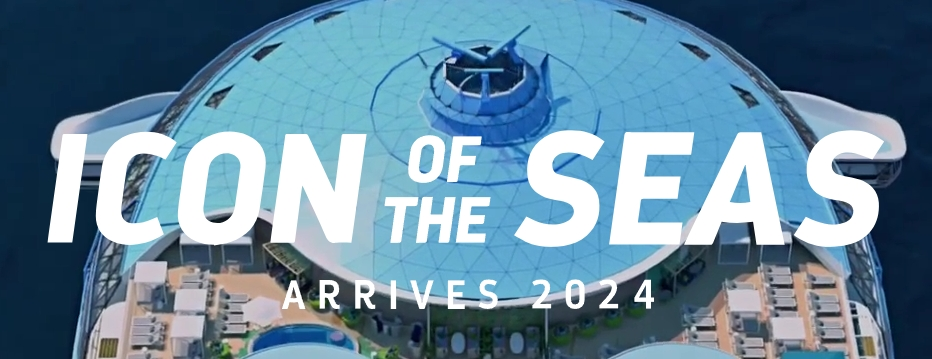 ICON OF THE SEAS
ARRIVES 2024